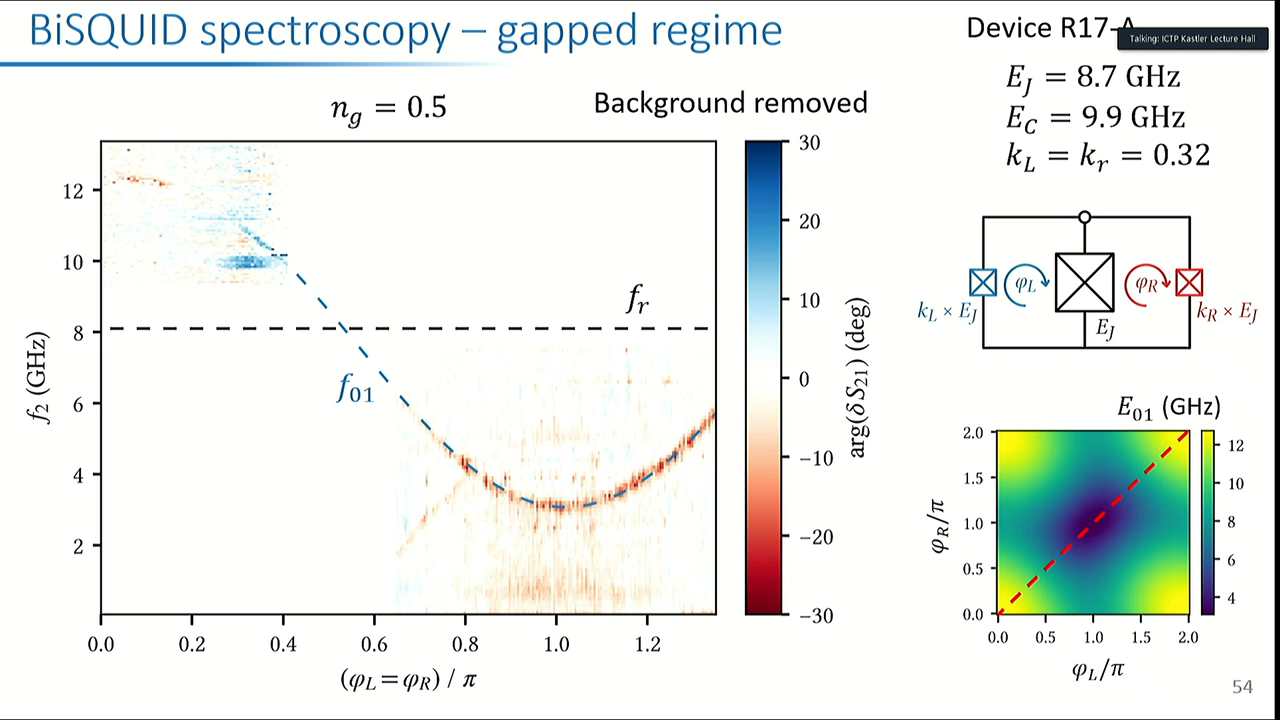 BiSQUID spectroscopy – gapped regime
Device R17-A
Talking: ICTP Kastler Lecture Hall
E_J = 8.7 GHz
E_C = 9.9 GHz
k_L = k_r = 0.32
n_g = 0.5
Background removed
f_2 (GHz)
12
10
8
6
4
2
0.0
0.2
0.4
0.6
0.8
1.0
1.2
(φ_L=φ_R) / π
f_r
f_01
30
20
10
0
−10
−20
−30
arg(δS_21) (deg)
φ_L
φ_R
k_L × E_J
E_J
k_R × E_J
E_01 (GHz)
φ_R/π
2.0
1.5
1.0
0.5
0.0
0.0
0.5
1.0
1.5
2.0
φ_L/π
12
10
8
6
4
54